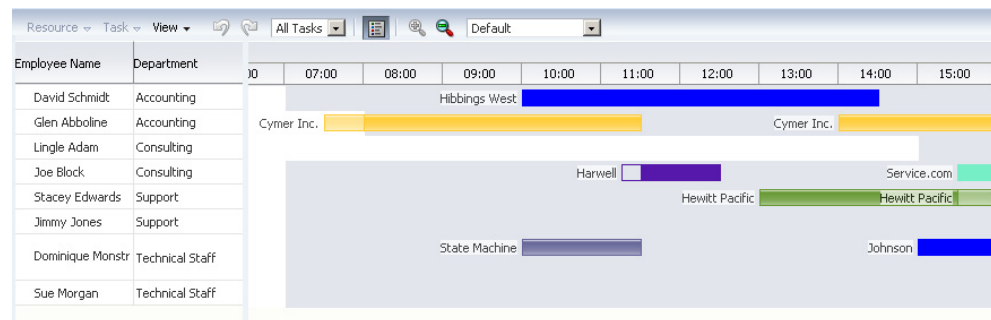 Resource Task View All Tasks Default
Employee Name Department
00 07:00 08:00 09:00 10:00 11:00 12:00 13:00 14:00 15:00
David Schmidt Accounting Hibbings West
Glen Abboline Accounting Cymer Inc. Cymer Inc.
Lingle Adam Consulting
Joe Block Consulting Harwell Service.com
Stacey Edwards Support Hewitt Pacific Hewitt Pacific
Jimmy Jones Support
Dominique Monstr Technical Staff State Machine Johnson
Sue Morgan Technical Staff